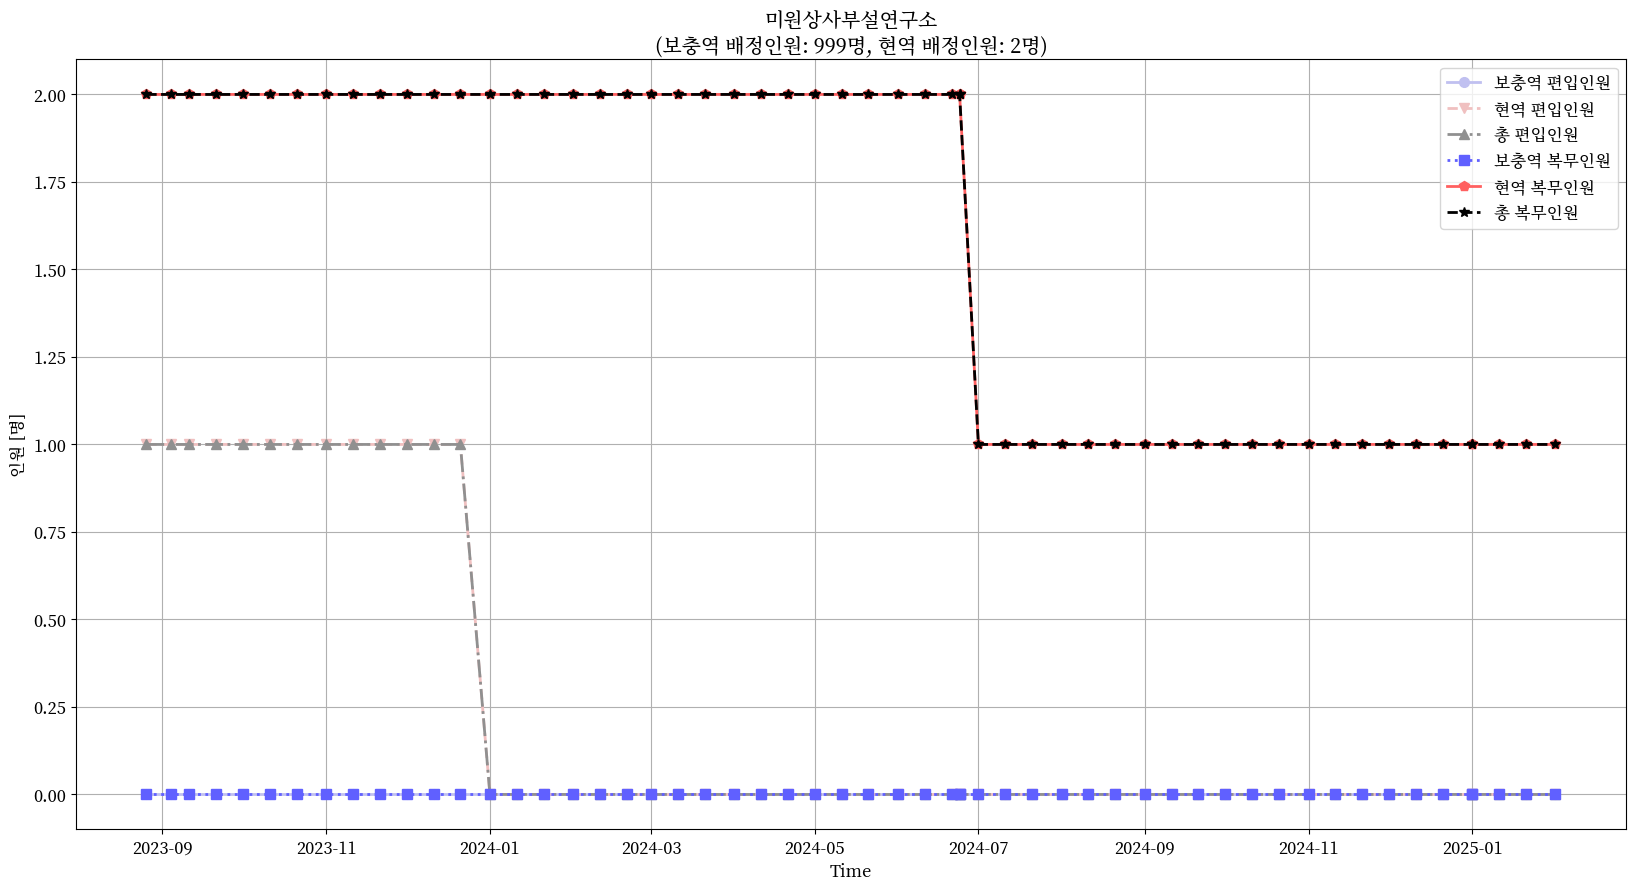 미원상사부설연구소
(보충역 배정인원: 999명, 현역 배정인원: 2명)
보충역 편입인원
현역 편입인원
총 편입인원
보충역 복무인원
현역 복무인원
총 복무인원
인원 [명]
2.00
1.75
1.50
1.25
1.00
0.75
0.50
0.25
0.00
2023-09 2023-11 2024-01 2024-03 2024-05 2024-07 2024-09 2024-11 2025-01
Time